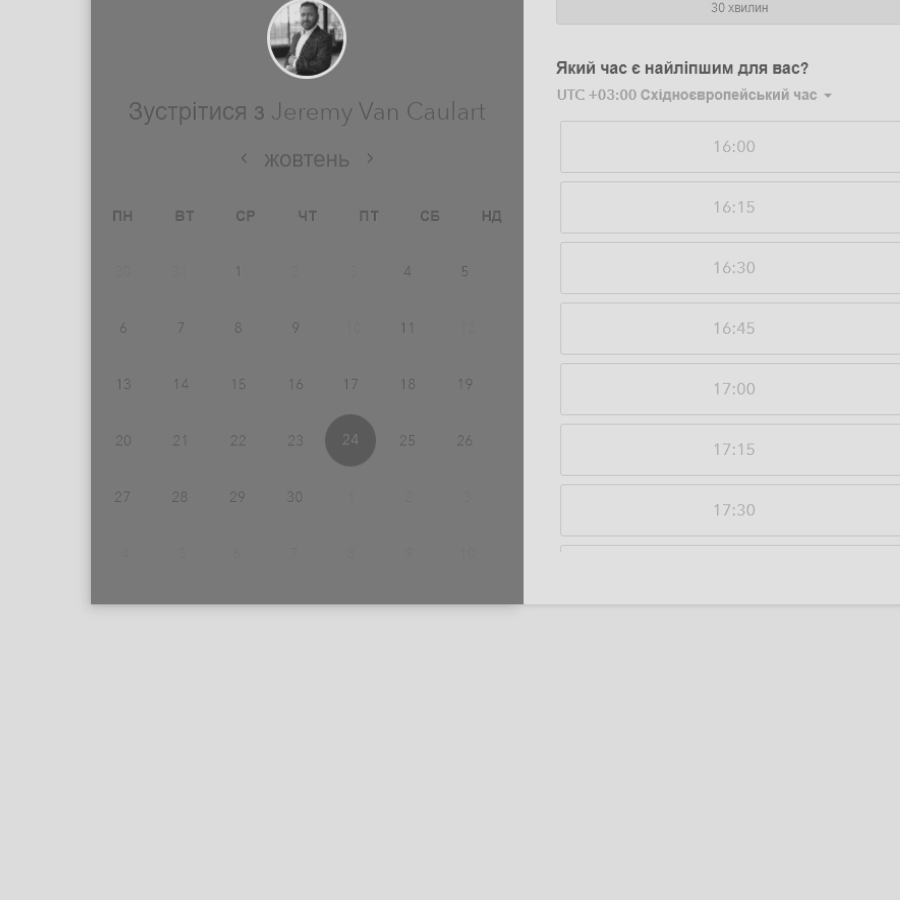 Зустрітися з Jeremy Van Caulart
жовтень
ПН ВТ СР ЧТ ПТ СБ НД
30 31 1 2 3 4 5
6 7 8 9 10 11 12
13 14 15 16 17 18 19
20 21 22 23 24 25 26
27 28 29 30 1 2 3
4 5 6 7 8 9 10
30 хвилин
Який час є найліпшим для вас?
UTC +03:00 Східноєвропейський час
16:00
16:15
16:30
16:45
17:00
17:15
17:30